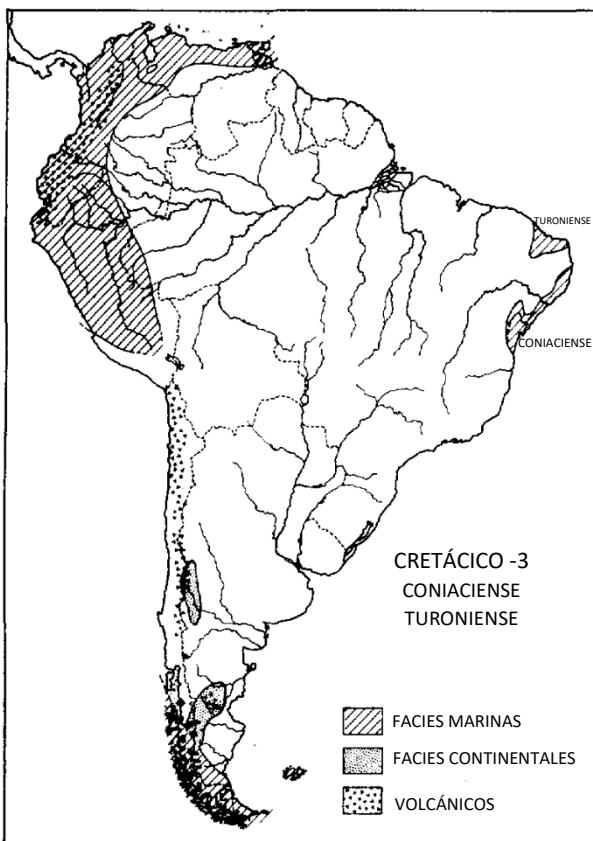 TURONIENSE
CONIACIENSE
CRETÁCICO -3
CONIACIENSE
TURONIENSE
FACIES MARINAS
FACIES CONTINENTALES
VOLCÁNICOS